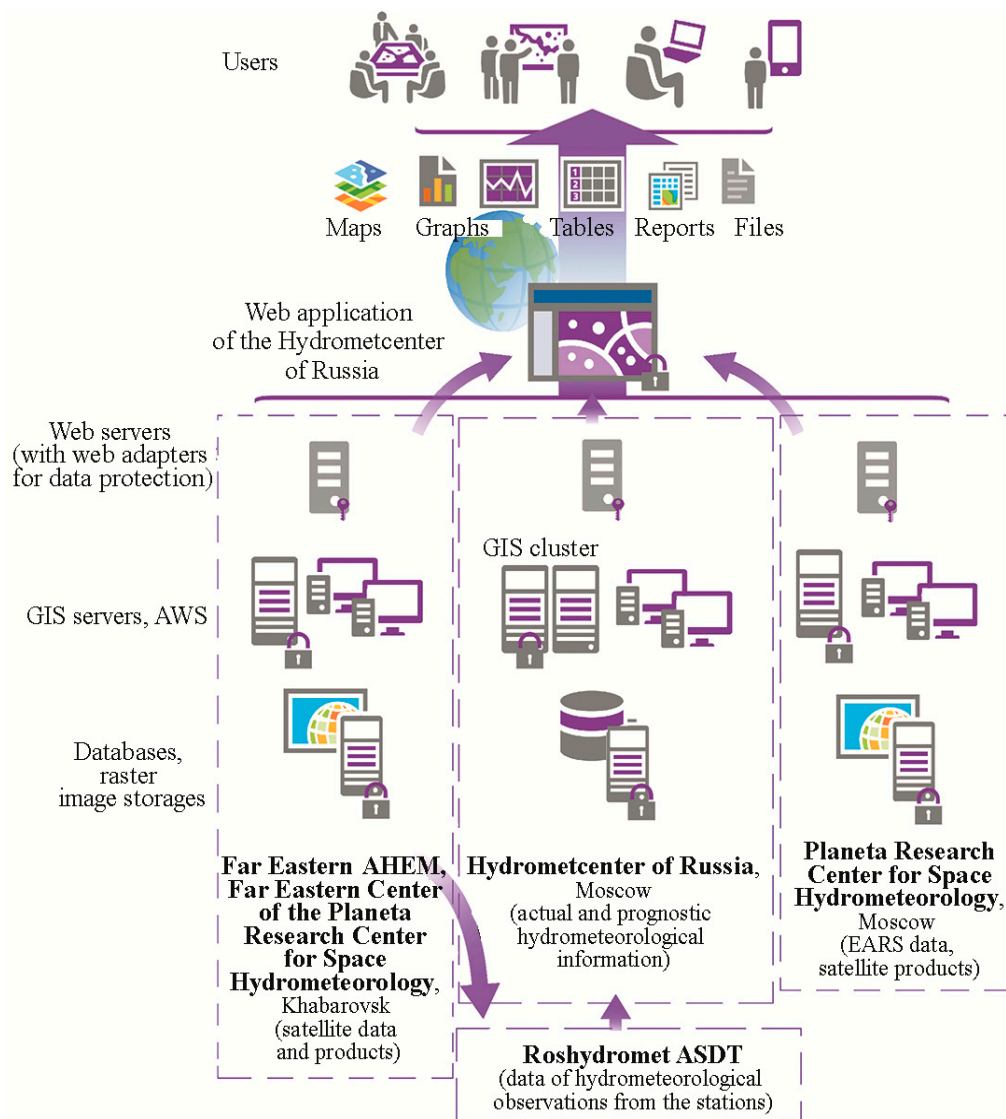 Users
Maps
Graphs
Tables
Reports
Files
1
2
3
Web application
of the Hydrometcenter
of Russia
Web servers
(with web adapters
for data protection)
GIS cluster
GIS servers, AWS
Databases,
raster
image storages
Far Eastern AHEM,
Far Eastern Center
of the Planeta
Research Center
for Space
Hydrometeorology,
Khabarovsk
(satellite data
and products)
Hydrometcenter of Russia,
Moscow
(actual and prognostic
hydrometeorological
information)
Planeta Research
Center for Space
Hydrometeorology,
Moscow
(EARS data,
satellite products)
Roshydromet ASDT
(data of hydrometeorological
observations from the stations)